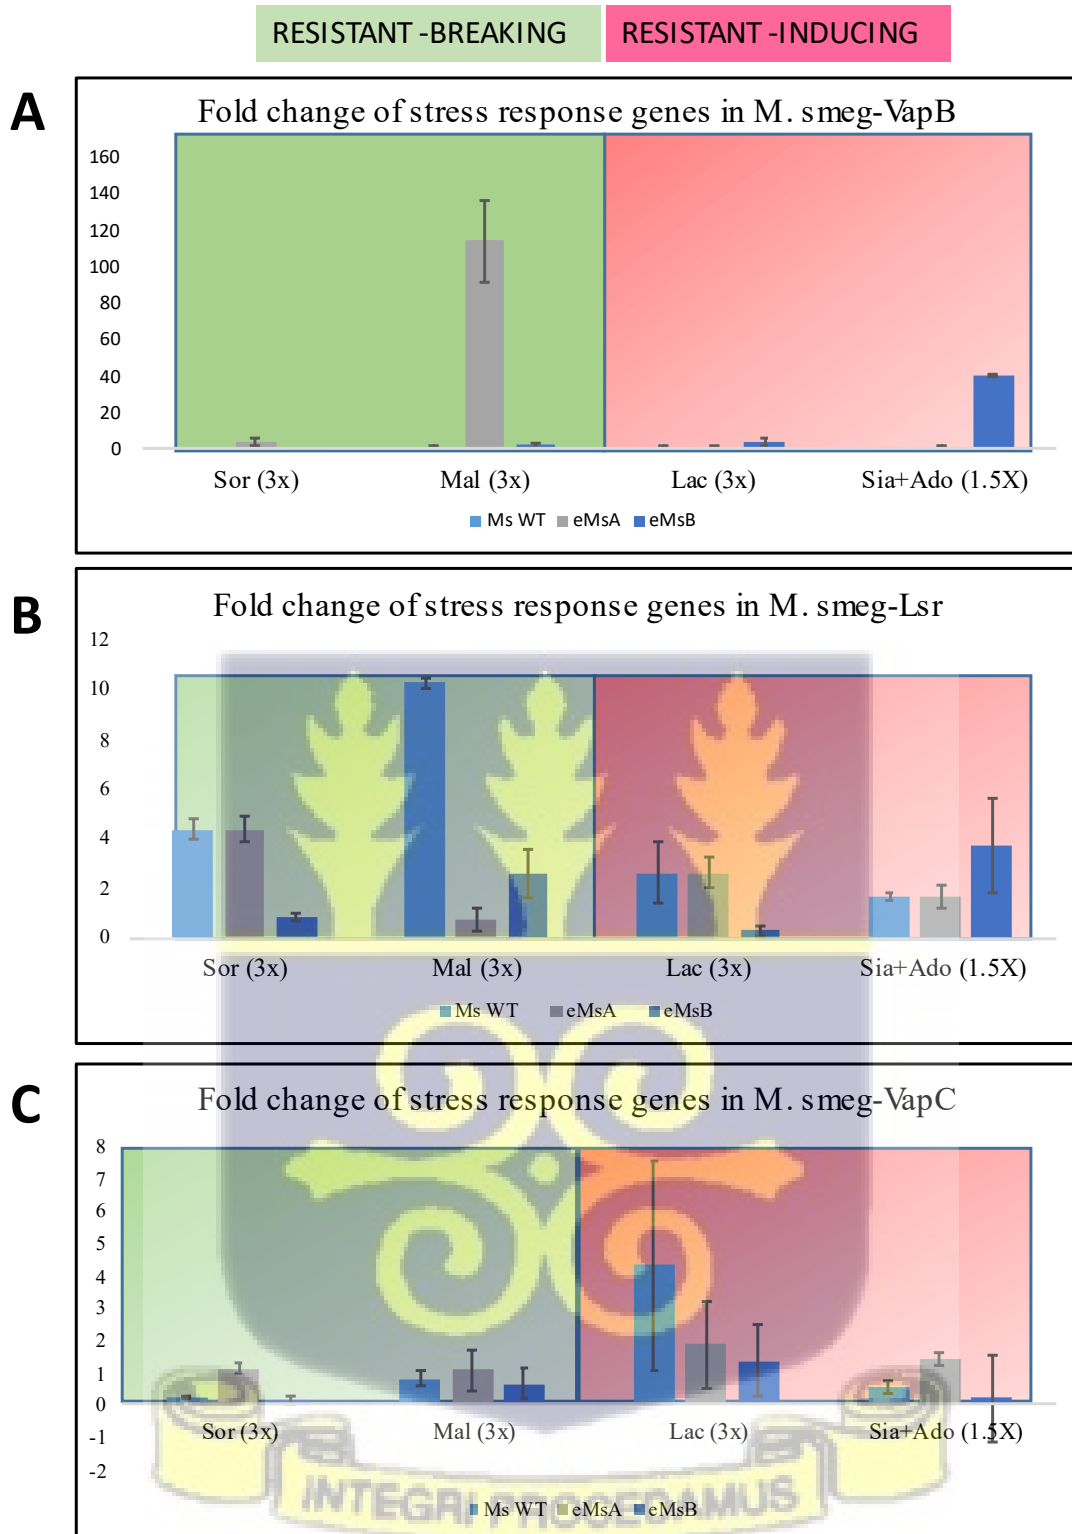 RESISTANT -BREAKING
RESISTANT -INDUCING
A
Fold change of stress response genes in M. smeg-VapB
160
140
120
100
80
60
40
20
0
Sor (3x)
Mal (3x)
Lac (3x)
Sia+Ado (1.5X)
Ms WT
eMsA
eMsB
B
Fold change of stress response genes in M. smeg-Lsr
12
10
8
6
4
2
0
Sor (3x)
Mal (3x)
Lac (3x)
Sia+Ado (1.5X)
Ms WT
eMsA
eMsB
C
Fold change of stress response genes in M. smeg-VapC
8
7
6
5
4
3
2
1
0
-1
-2
Sor (3x)
Mal (3x)
Lac (3x)
Sia+Ado (1.5X)
Ms WT
eMsA
eMsB
INTEGRI PROCEDAMUS